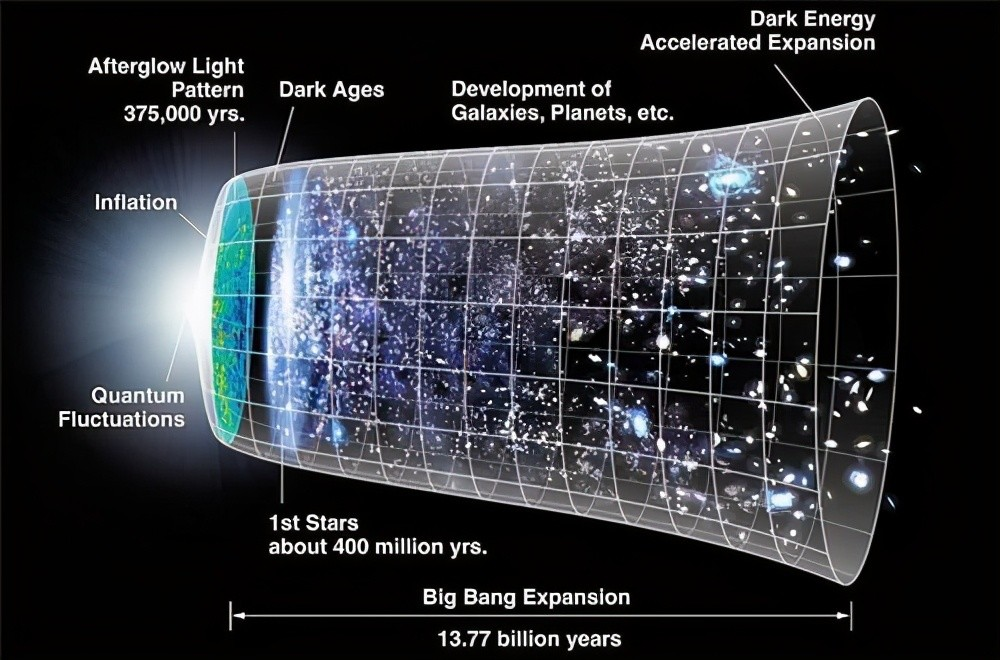 Dark Energy
Accelerated Expansion
Afterglow Light
Pattern
375,000 yrs.
Dark Ages
Development of
Galaxies, Planets, etc.
Inflation
Quantum
Fluctuations
1st Stars
about 400 million yrs.
Big Bang Expansion
13.77 billion years